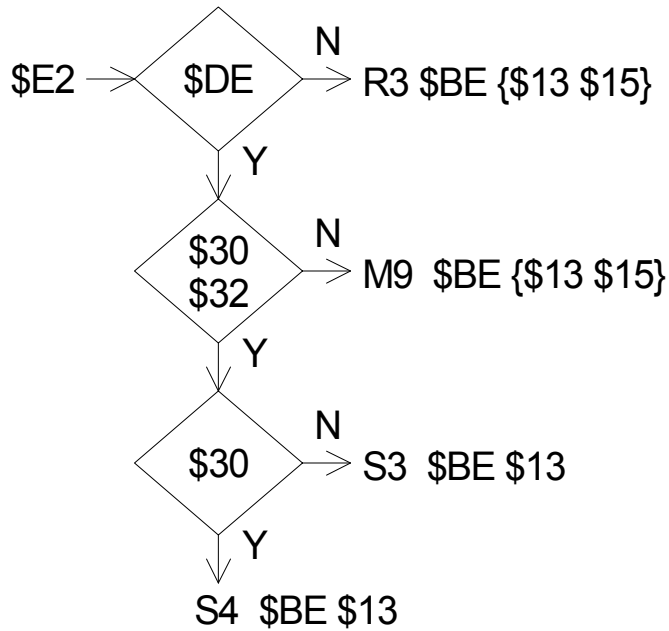 N
$E2 $DE R3 $BE {$13 $15}
Y
N
$30
$32
M9 $BE {$13 $15}
Y
N
$30 S3 $BE $13
Y
S4 $BE $13